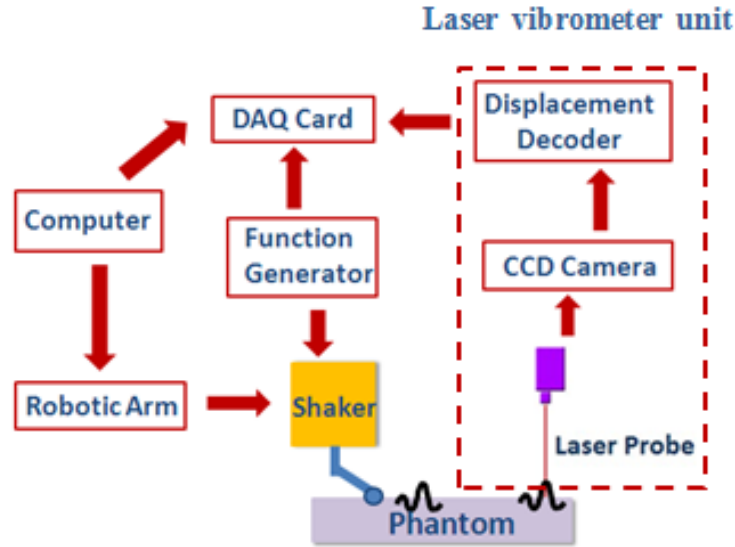 Laser vibrometer unit
Displacement
Decoder
DAQ Card
Computer
Function
Generator
CCD Camera
Robotic Arm
Shaker
Laser Probe
Phantom